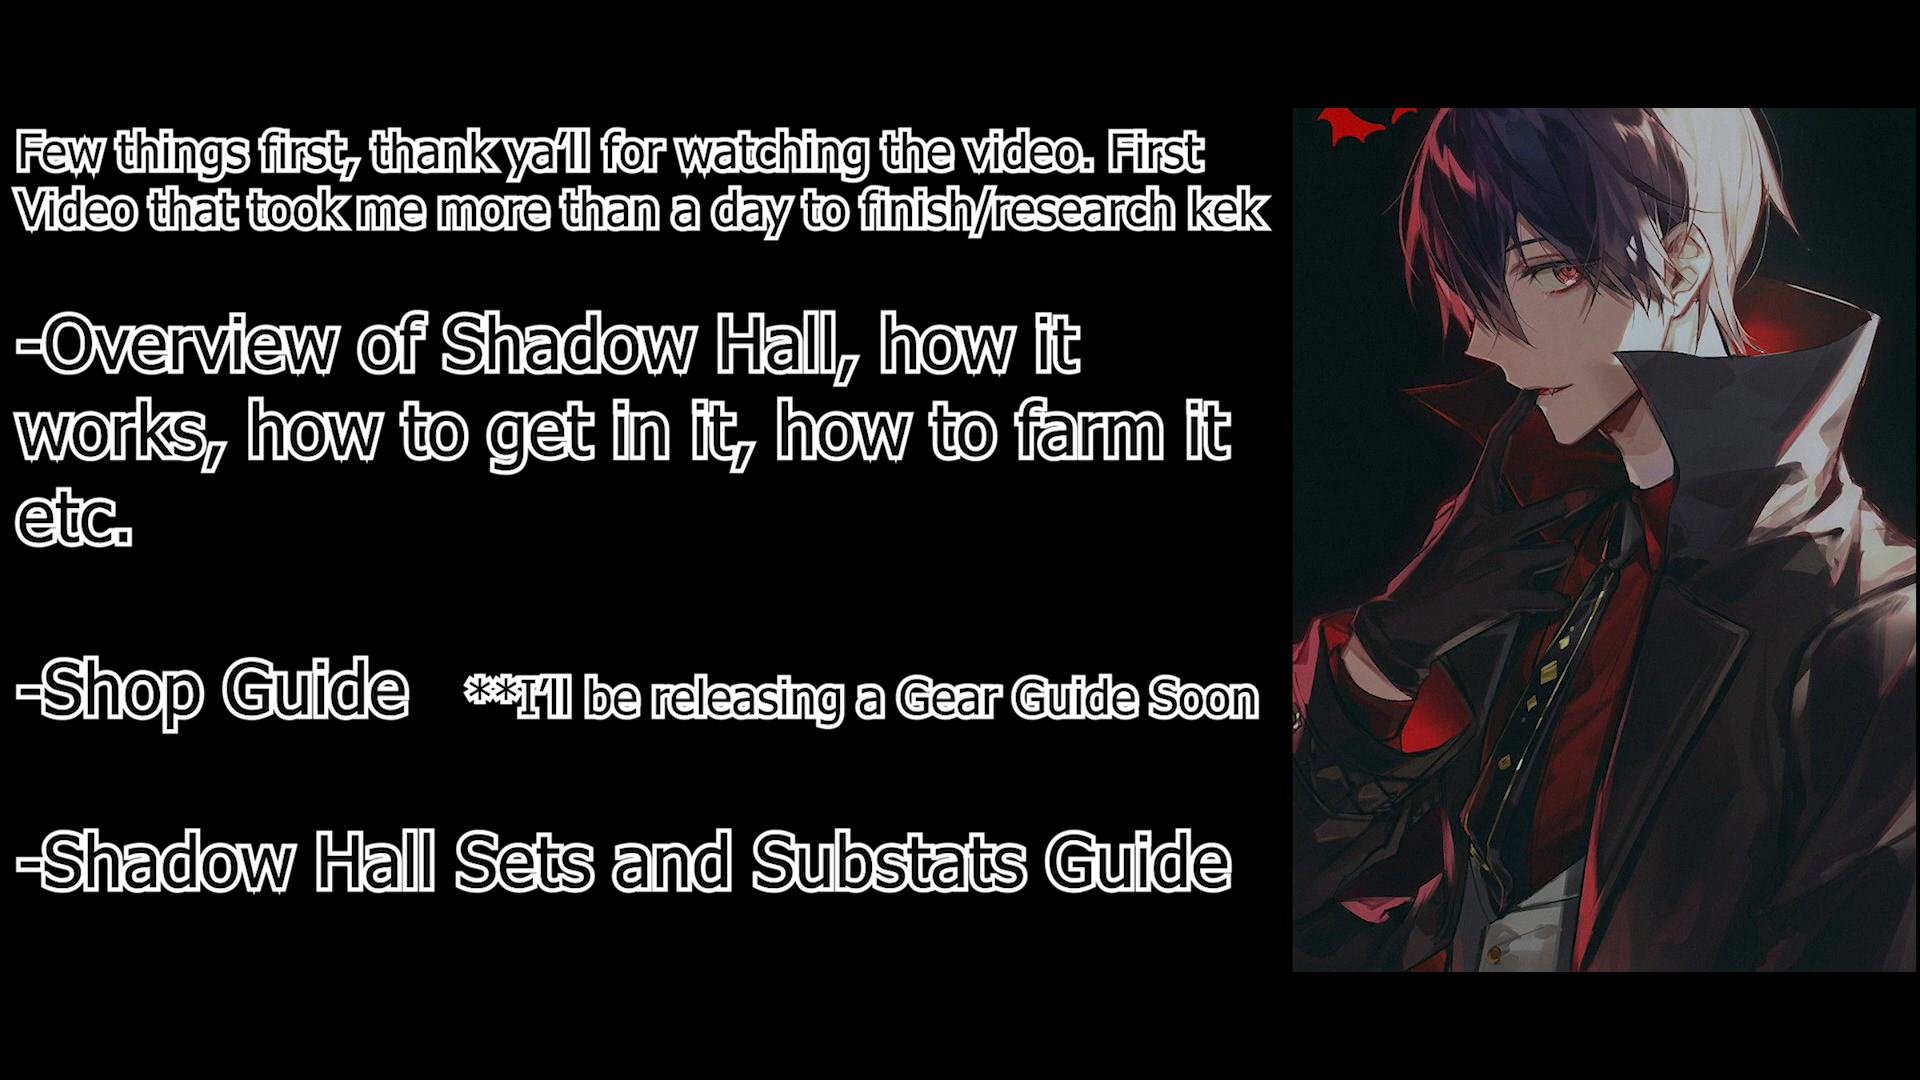 Few things first, thank ya'll for watching the video. First
Video that took me more than a day to finish/research kek
-Overview of Shadow Hall, how it
works, how to get in it, how to farm it
etc.
-Shop Guide **I'll be releasing a Gear Guide Soon
-Shadow Hall Sets and Substats Guide